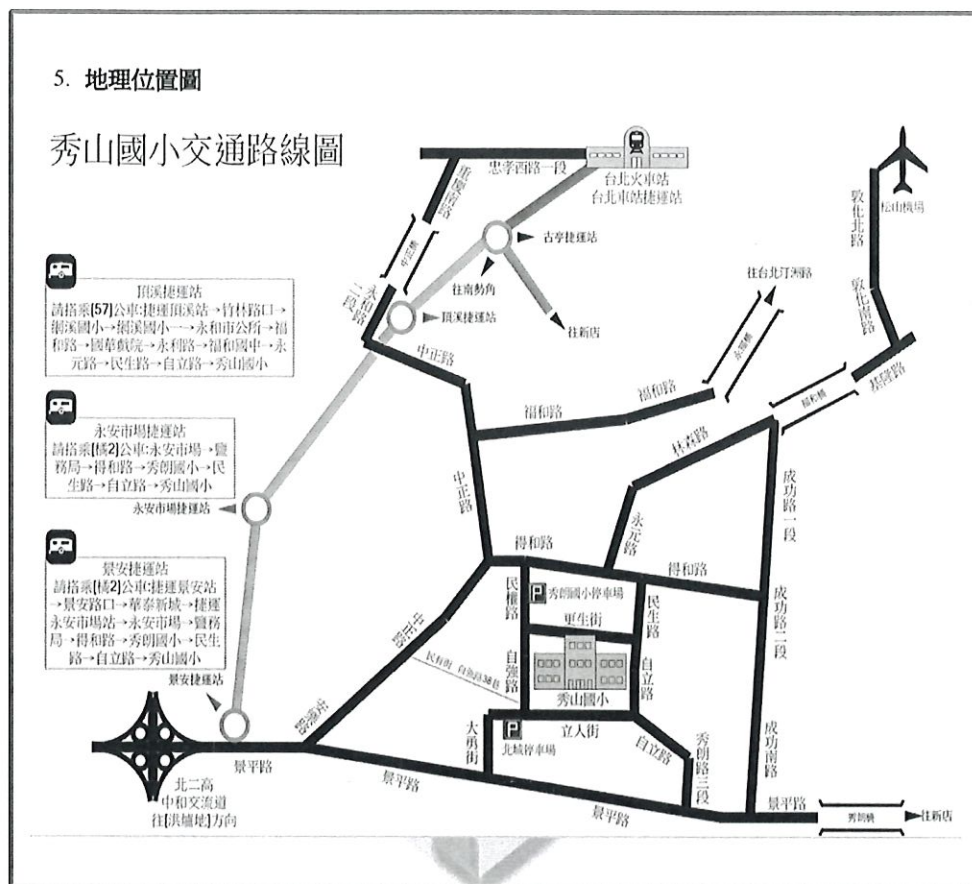 5. 地理位置圖
秀山國小交通路線圖
忠孝西路一段
台北火車站
台北車站捷運站
重慶南路
中正橋
古亭捷運站
往南勢角
往新店
永和路
二段
頂溪捷運站
松山機場
敦化北路
敦化南路
往台北汀洲路
永福橋
福和橋
基隆路
頂溪捷運站
請搭乘[57]公車:捷運頂溪站→竹林路口→
網溪國小→網溪國小一→永和市公所→福
和路→國華戲院→永利路→福和國中→永
元路→民生路→自立路→秀山國小
中正路
福和路
福和路
林森路
永安市場捷運站
請搭乘[橘2]公車:永安市場→鹽
務局→得和路→秀朗國小→民
生路→自立路→秀山國小
永安市場捷運站
中正路
成功路一段
永元路
得和路
得和路
景安捷運站
請搭乘[橘2]公車:捷運景安站
→景安路口→華泰新城→捷運
永安市場站→永安市場→鹽務
局→得和路→秀朗國小→民生
路→自立路→秀山國小
景安捷運站
民權路
P
秀朗國小停車場
更生街
民生路
成功路二段
中正路
自強路
自立路
秀山國小
大勇街
P
北城停車場
立人街
自立路
秀朗路三段
成功南路
景平路
景平路
景平路
景平路
北二高
中和交流道
往[洪爐地]方向
秀朗橋
往新店